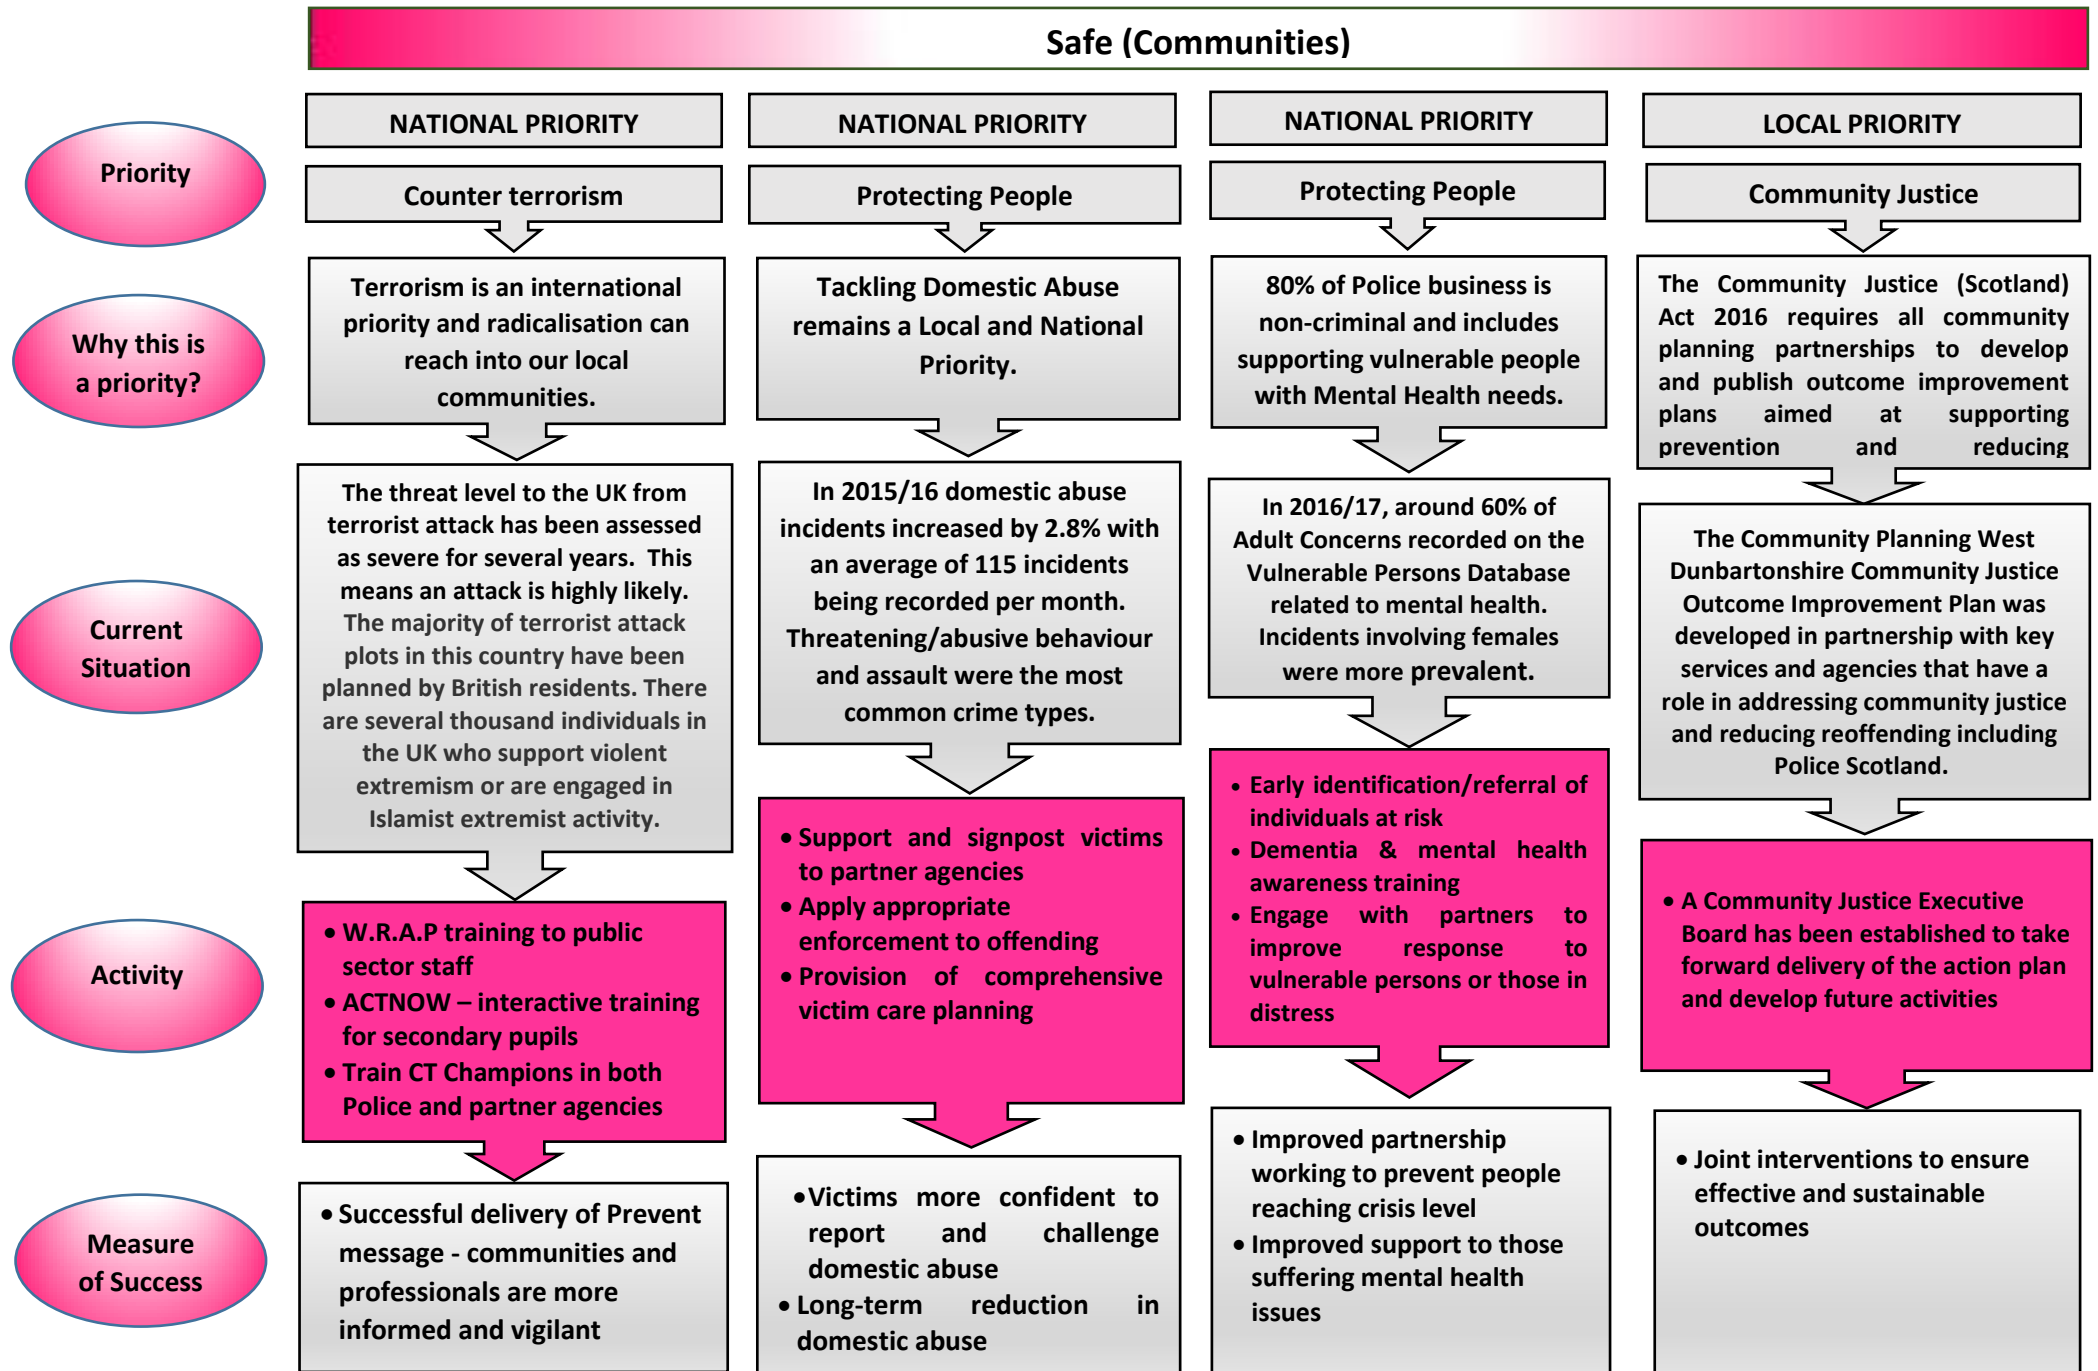 Safe (Communities)
Priority
NATIONAL PRIORITY
Counter terrorism
NATIONAL PRIORITY
Protecting People
NATIONAL PRIORITY
Protecting People
LOCAL PRIORITY
Community Justice
Why this is
a priority?
Terrorism is an international
priority and radicalisation can
reach into our local
communities.
Tackling Domestic Abuse
remains a Local and National
Priority.
80% of Police business is
non-criminal and includes
supporting vulnerable people
with Mental Health needs.
The Community Justice (Scotland)
Act 2016 requires all community
planning partnerships to develop
and publish outcome improvement
plans aimed at supporting
prevention and reducing
Current
Situation
The threat level to the UK from
terrorist attack has been assessed
as severe for several years. This
means an attack is highly likely.
The majority of terrorist attack
plots in this country have been
planned by British residents. There
are several thousand individuals in
the UK who support violent
extremism or are engaged in
Islamist extremist activity.
In 2015/16 domestic abuse
incidents increased by 2.8% with
an average of 115 incidents
being recorded per month.
Threatening/abusive behaviour
and assault were the most
common crime types.
In 2016/17, around 60% of
Adult Concerns recorded on the
Vulnerable Persons Database
related to mental health.
Incidents involving females
were more prevalent.
The Community Planning West
Dunbartonshire Community Justice
Outcome Improvement Plan was
developed in partnership with key
services and agencies that have a
role in addressing community justice
and reducing reoffending including
Police Scotland.
Activity
• W.R.A.P training to public
sector staff
• ACTNOW – interactive training
for secondary pupils
• Train CT Champions in both
Police and partner agencies
• Support and signpost victims
to partner agencies
• Apply appropriate
enforcement to offending
• Provision of comprehensive
victim care planning
• Early identification/referral of
individuals at risk
• Dementia & mental health
awareness training
• Engage with partners to
improve response to
vulnerable persons or those in
distress
• A Community Justice Executive
Board has been established to take
forward delivery of the action plan
and develop future activities
Measure
of Success
• Successful delivery of Prevent
message - communities and
professionals are more
informed and vigilant
• Victims more confident to
report and challenge
domestic abuse
• Long-term reduction in
domestic abuse
• Improved partnership
working to prevent people
reaching crisis level
• Improved support to those
suffering mental health
issues
• Joint interventions to ensure
effective and sustainable
outcomes